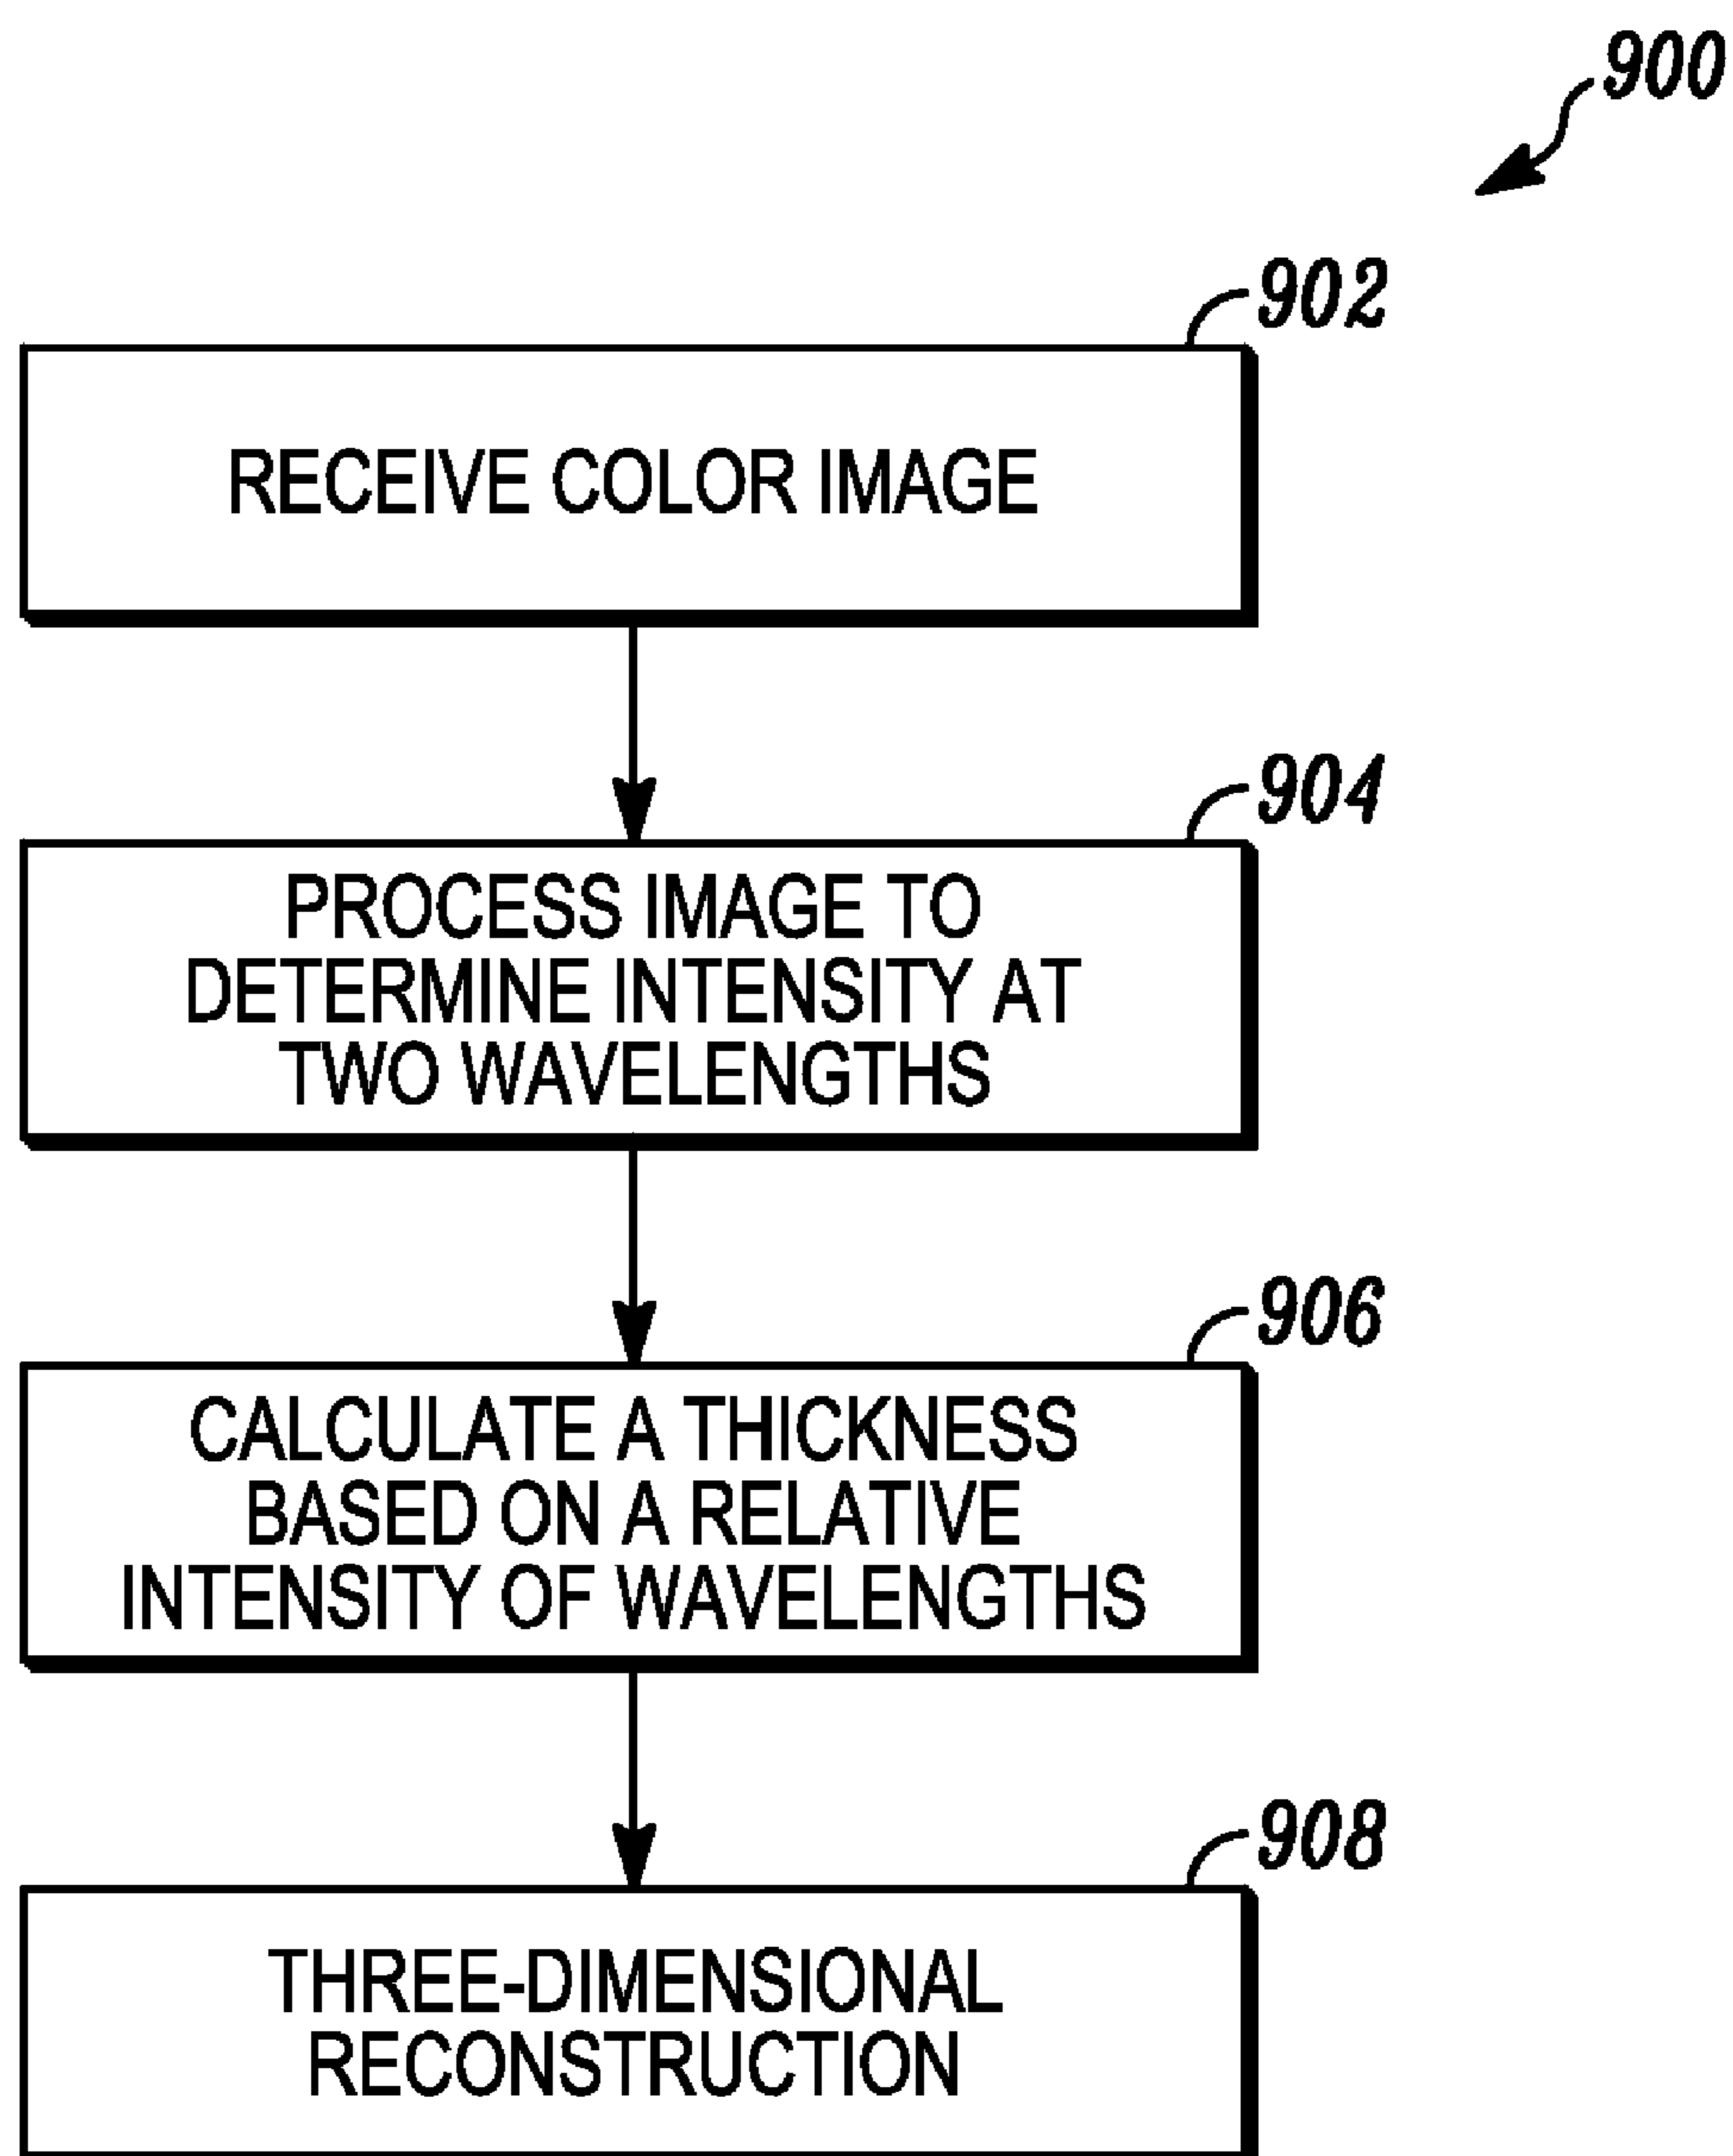 900
902
RECEIVE COLOR IMAGE
904
PROCESS IMAGE TO
DETERMINE INTENSITY AT
TWO WAVELENGTHS
906
CALCULATE A THICKNESS
BASED ON A RELATIVE
INTENSITY OF WAVELENGTHS
908
THREE-DIMENSIONAL
RECONSTRUCTION